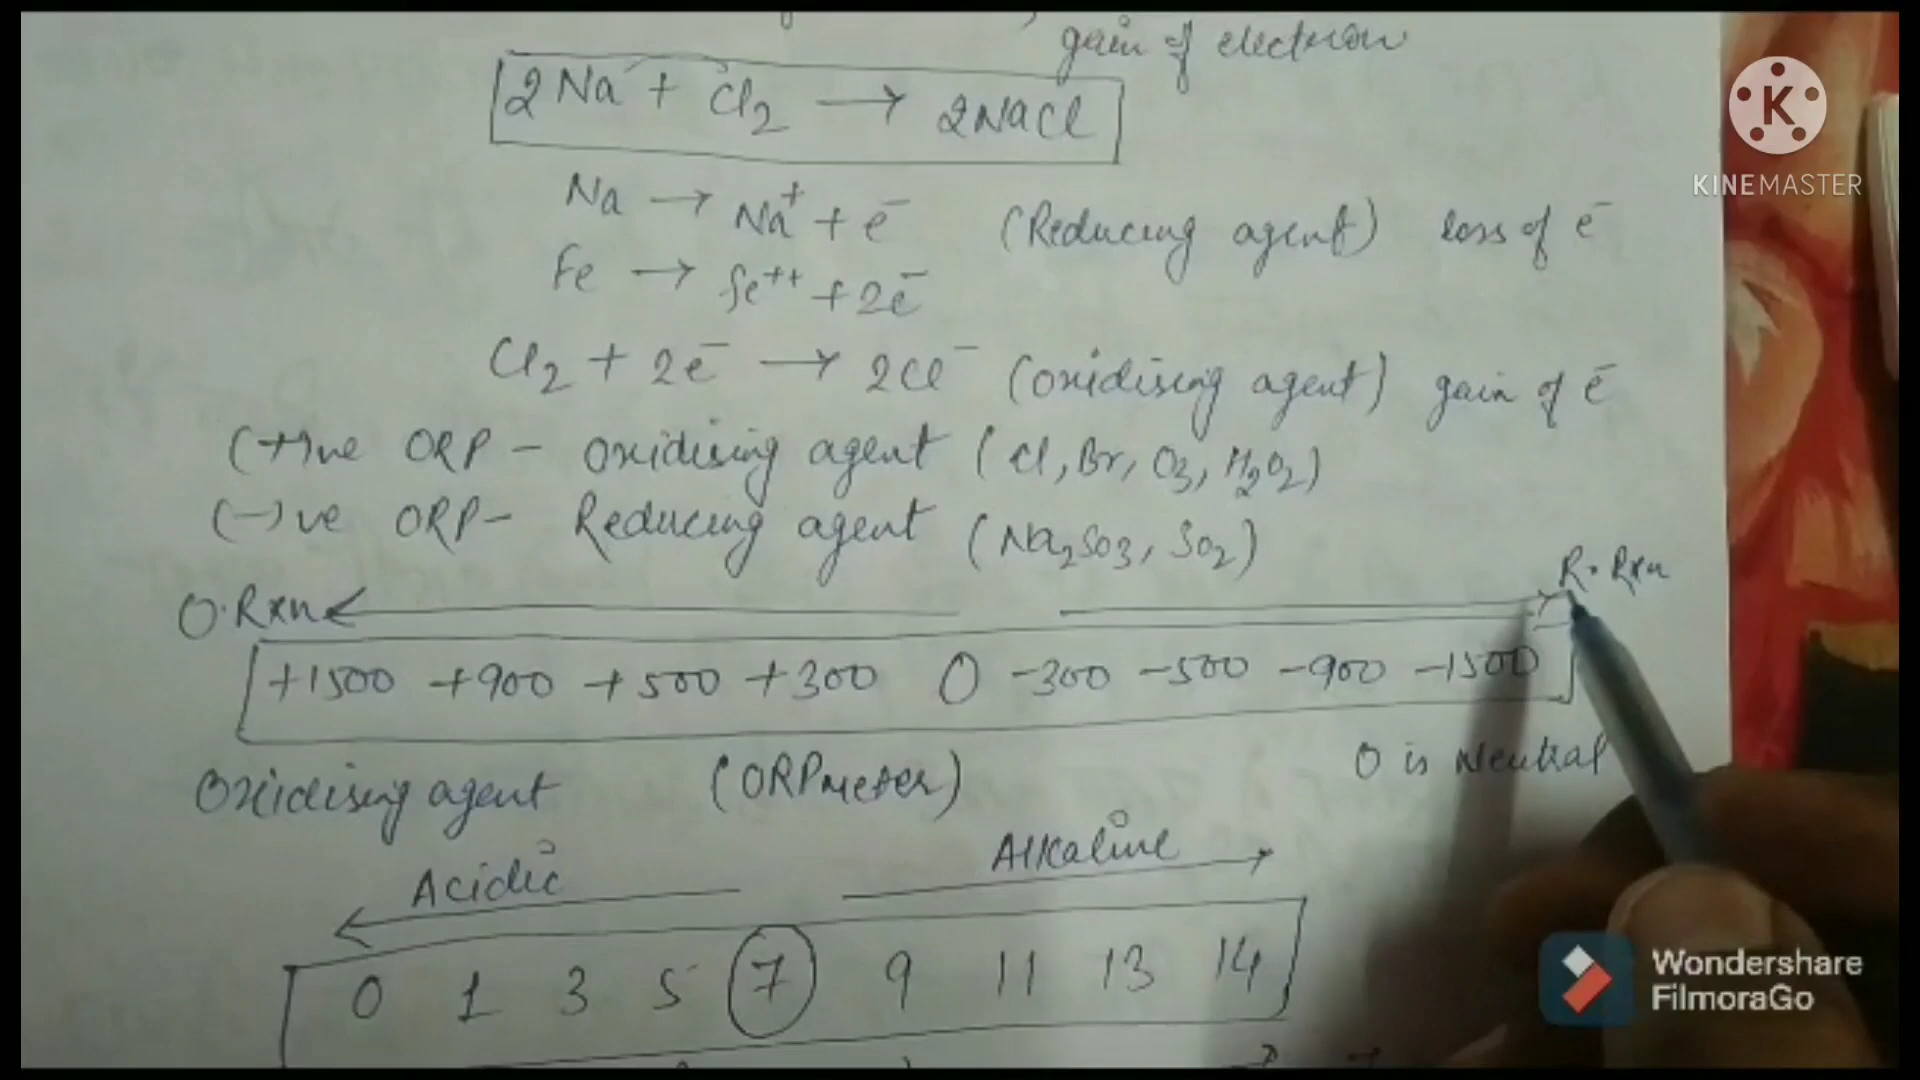 gain of electron
2Na + Cl₂ → 2NaCl
K
KINEMASTER
Na → Na⁺ + e⁻ (Reducing agent) loss of e⁻
Fe → Fe⁺⁺ + 2e⁻
Cl₂ + 2e⁻ → 2Cl⁻ (oxidising agent) gain of e⁻
(+)ve ORP - oxidising agent (Cl, Br, O₃, H₂O₂)
(-)ve ORP - Reducing agent (Na₂SO₃, SO₂)
O.Rxn ← → R.Rxn
+1500 +900 +500 +300 0 -300 -500 -900 -1500
Oxidising agent (ORP meter) 0 is Neutral
Acidic Alkaline
0 1 3 5 7 9 11 13 14
Wondershare
FilmoraGo